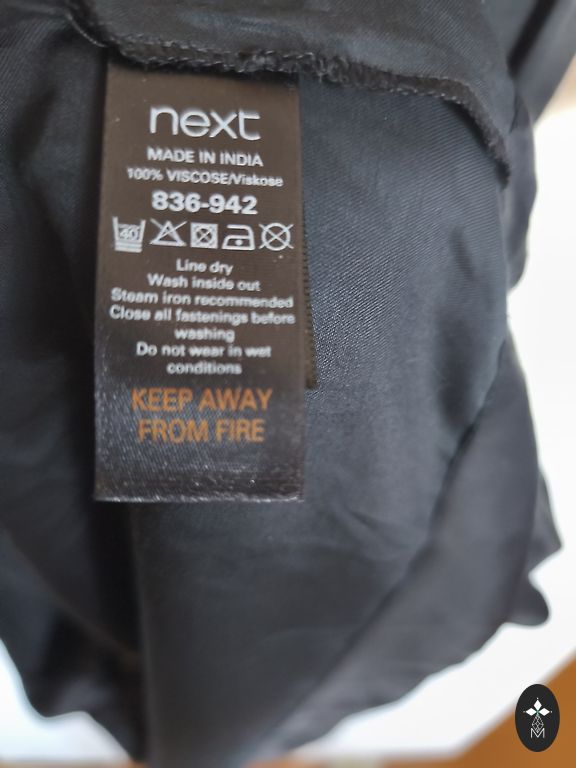 next
MADE IN INDIA
100% VISCOSE/Viskose
836-942
40
Line dry
Wash inside out
Steam iron recommended
Close all fastenings before
washing
Do not wear in wet
conditions
KEEP AWAY
FROM FIRE
M